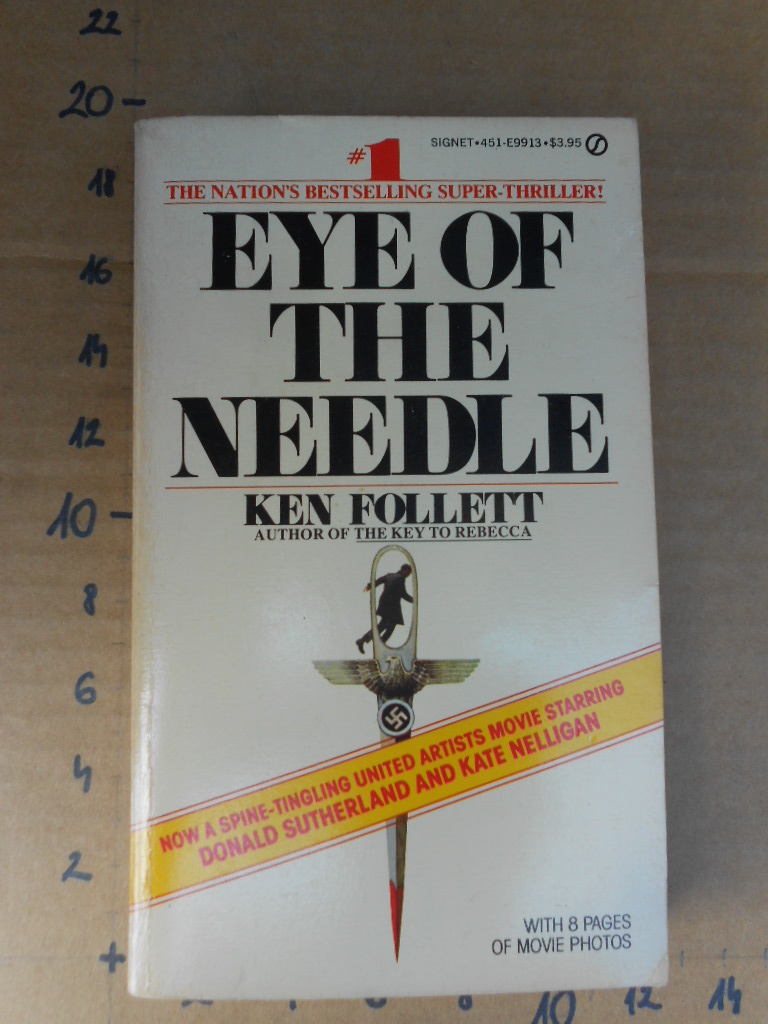 #1
SIGNET•451-E9913•$3.95
THE NATION'S BESTSELLING SUPER-THRILLER!
EYE OF
THE
NEEDLE
KEN FOLLETT
AUTHOR OF THE KEY TO REBECCA
NOW A SPINE-TINGLING UNITED ARTISTS MOVIE STARRING
DONALD SUTHERLAND AND KATE NELLIGAN
WITH 8 PAGES
OF MOVIE PHOTOS
22
20
18
16
14
12
10
8
6
4
2
10 12 14